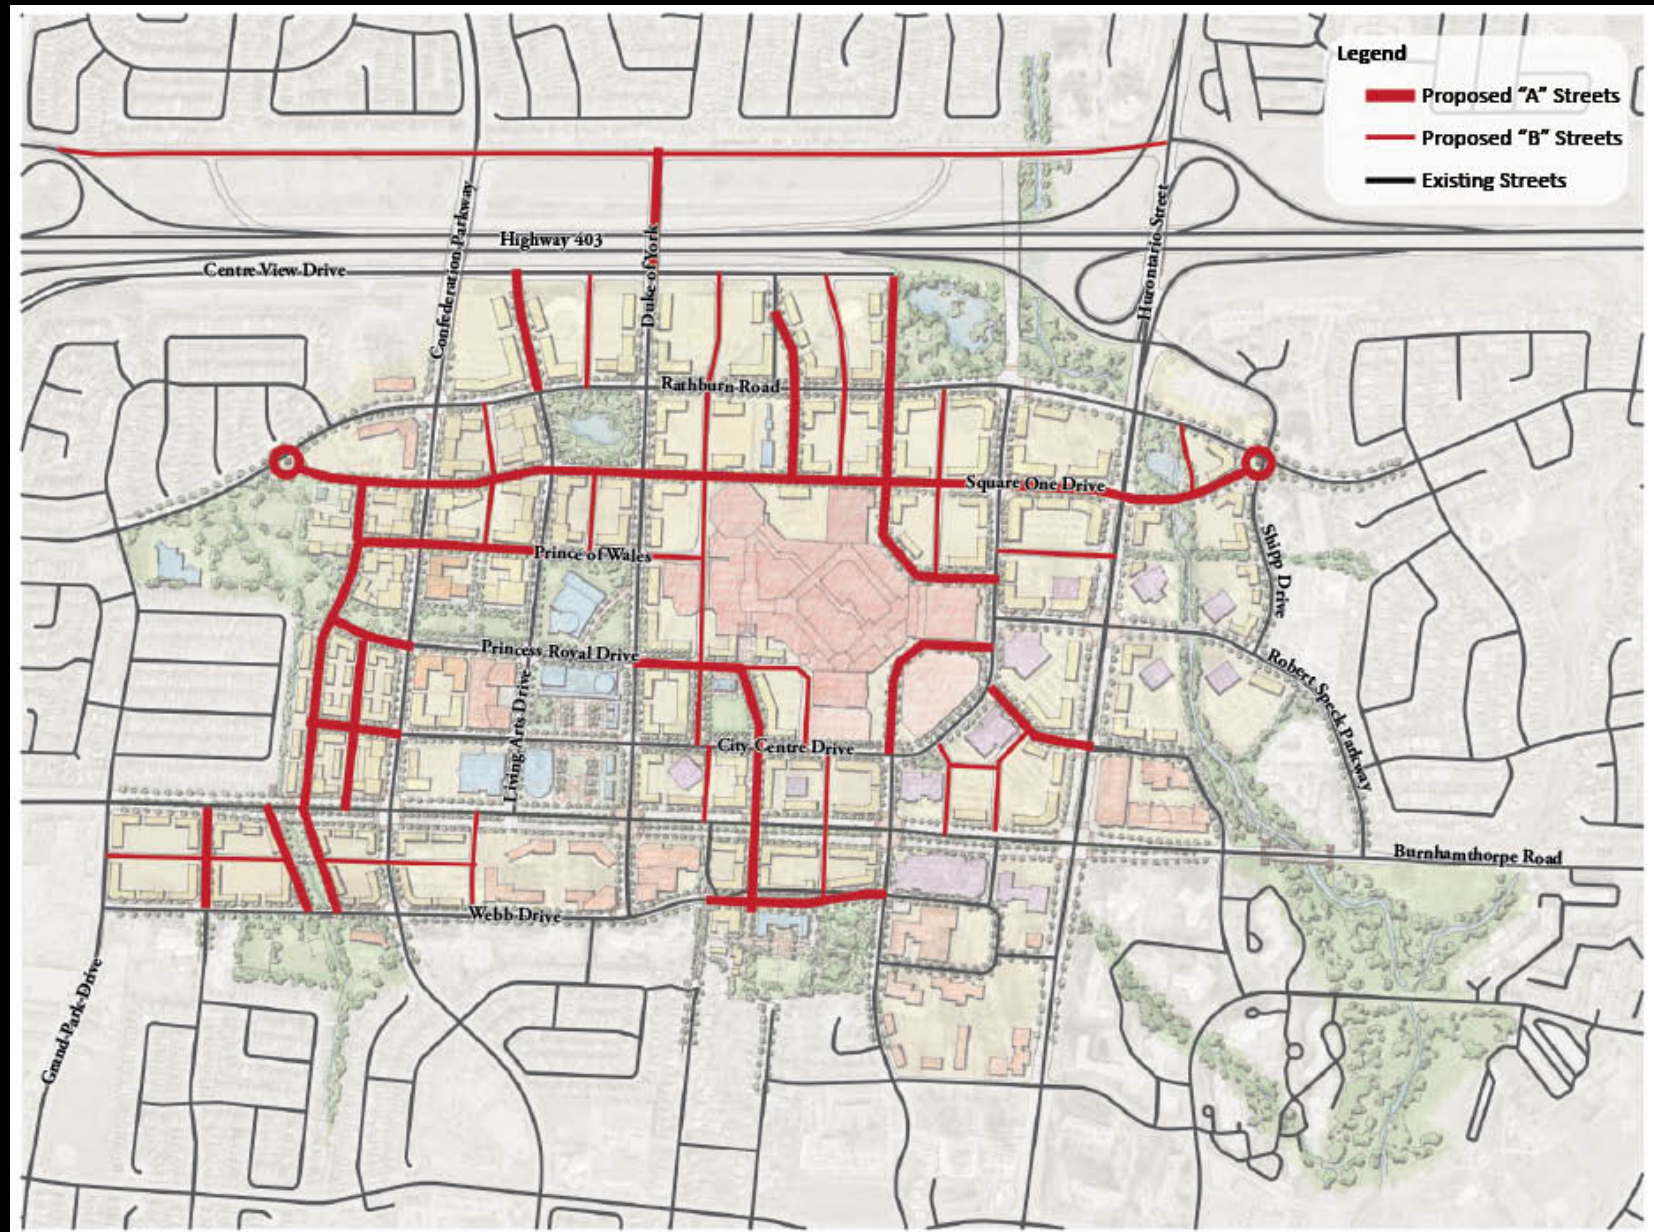 Legend
Proposed “A” Streets
Proposed “B” Streets
Existing Streets
Confederation Parkway
Hurontario Street
Highway 403
Duke of York
Centre View Drive
Rathburn Road
Square One Drive
Prince of Wales
Shipp Drive
Princess Royal Drive
Robert Speck Parkway
Living Arts Drive
City Centre Drive
Burnhamthorpe Road
Webb Drive
Grand Park Drive